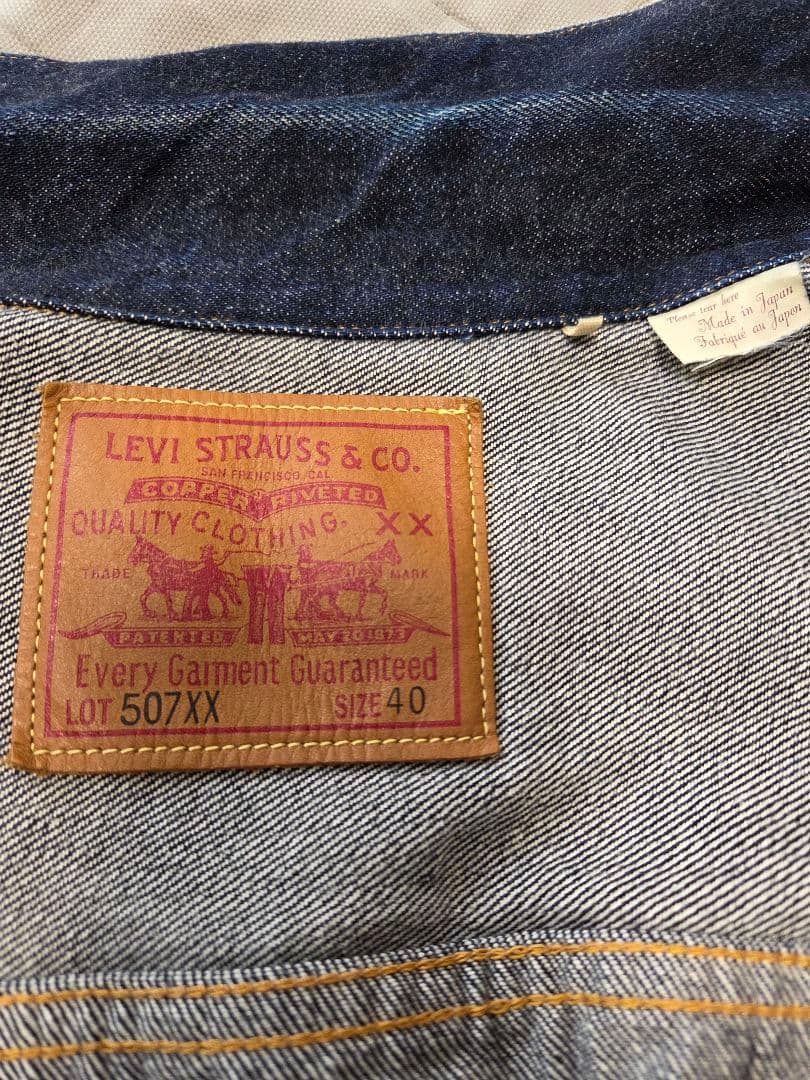 Please tear here
Made in Japan
Fabriqué au Japon
LEVI STRAUSS & CO.
SAN FRANCISCO CAL
COPPER RIVETED
QUALITY CLOTHING. XX
TRADE MARK
PATENTED MAY 20 1873
Every Garment Guaranteed
LOT 507XX SIZE 40